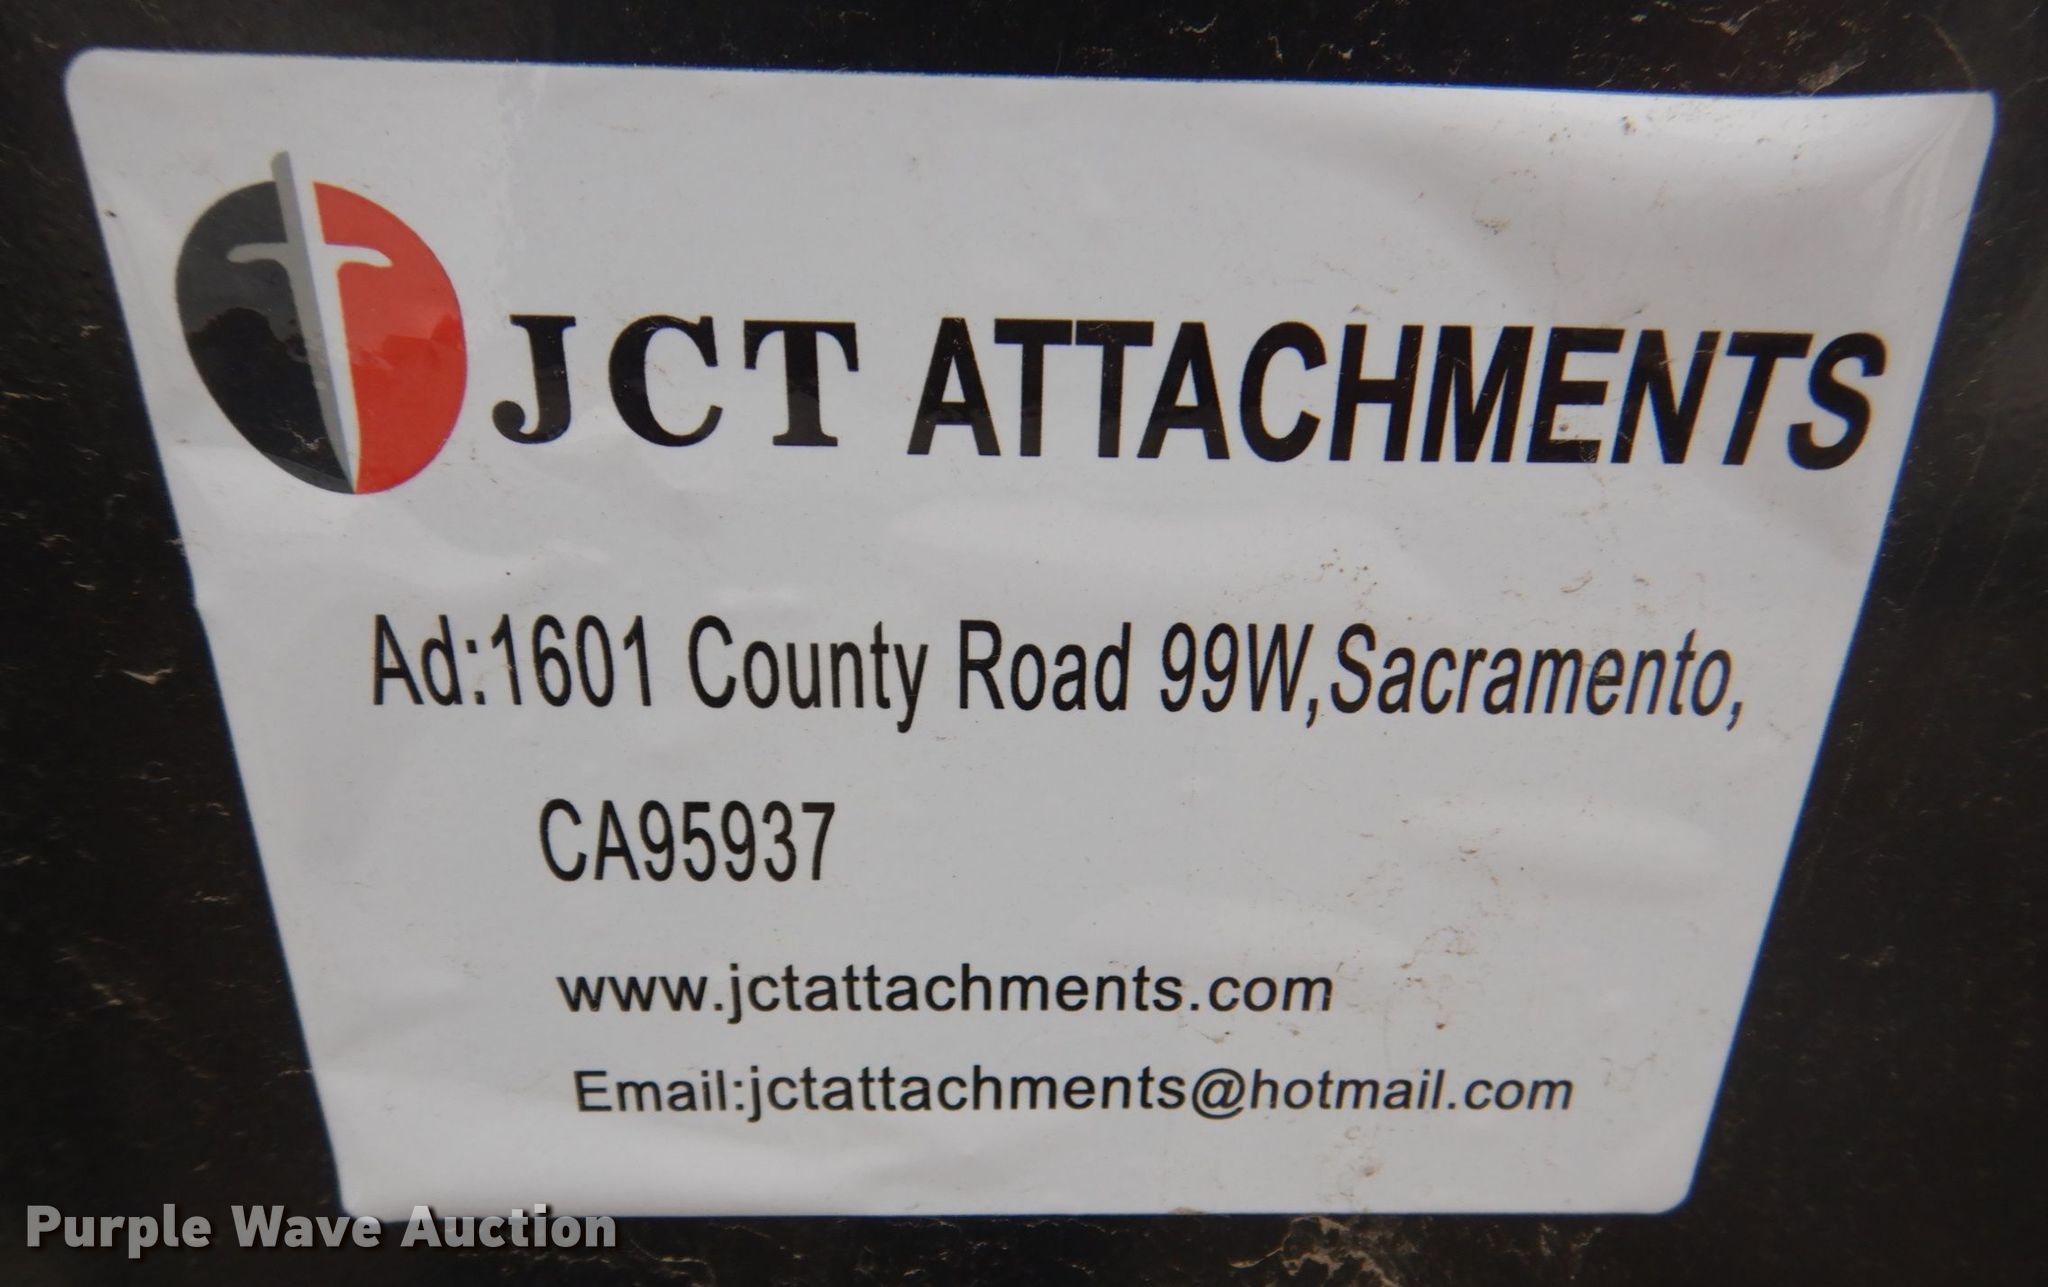 JCT ATTACHMENTS
Ad:1601 County Road 99W,Sacramento,
CA95937
www.jctattachments.com
Email:jctattachments@hotmail.com
Purple Wave Auction